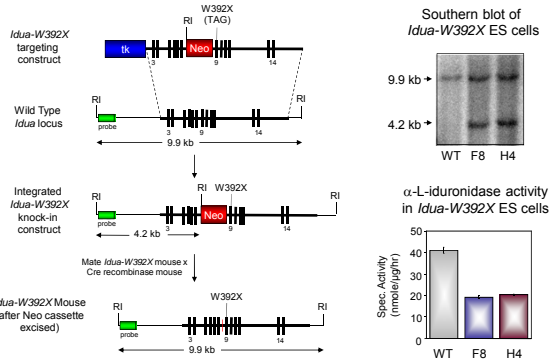 Idua-W392X
targeting
construct
W392X
(TAG)
RI
tk
Neo
3
9
14
Wild Type
Idua locus
RI
RI
probe
3
9
14
9.9 kb
Integrated
Idua-W392X
knock-in
construct
RI
RI
W392X
RI
Neo
probe
3
9
14
4.2 kb
Mate Idua-W392X mouse x
Cre recombinase mouse
dua-W392X Mouse
after Neo cassette
excised)
RI
W392X
RI
probe
3
9
14
9.9 kb
Southern blot of
Idua-W392X ES cells
9.9 kb
4.2 kb
WT F8 H4
α-L-iduronidase activity
in Idua-W392X ES cells
Spec. Activity
(nmole/µg/hr)
50
40
30
20
10
0
WT F8 H4